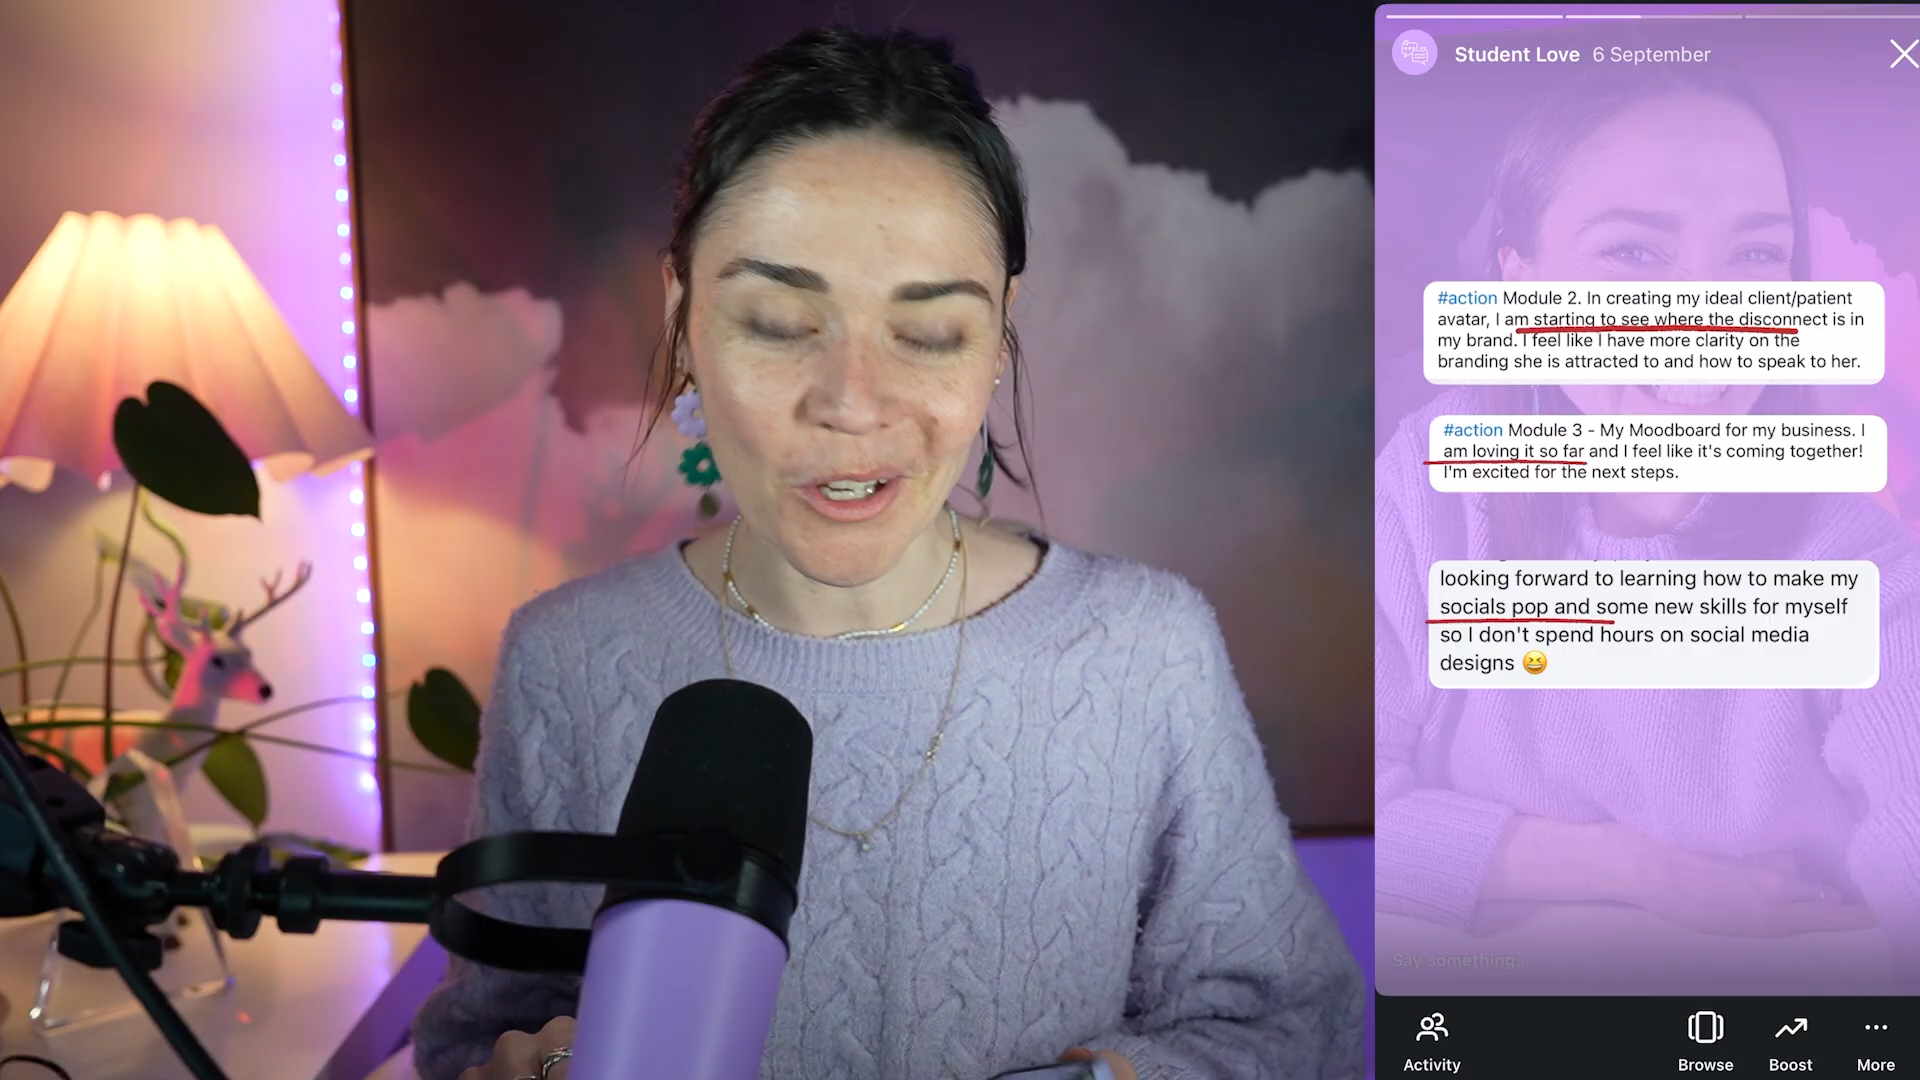 Student Love 6 September
#action Module 2. In creating my ideal client/patient
avatar, I am starting to see where the disconnect is in
my brand. I feel like I have more clarity on the
branding she is attracted to and how to speak to her.
#action Module 3 - My Moodboard for my business. I
am loving it so far and I feel like it's coming together!
I'm excited for the next steps.
looking forward to learning how to make my
socials pop and some new skills for myself
so I don't spend hours on social media
designs 😆
Say something...
Activity
Browse
Boost
More